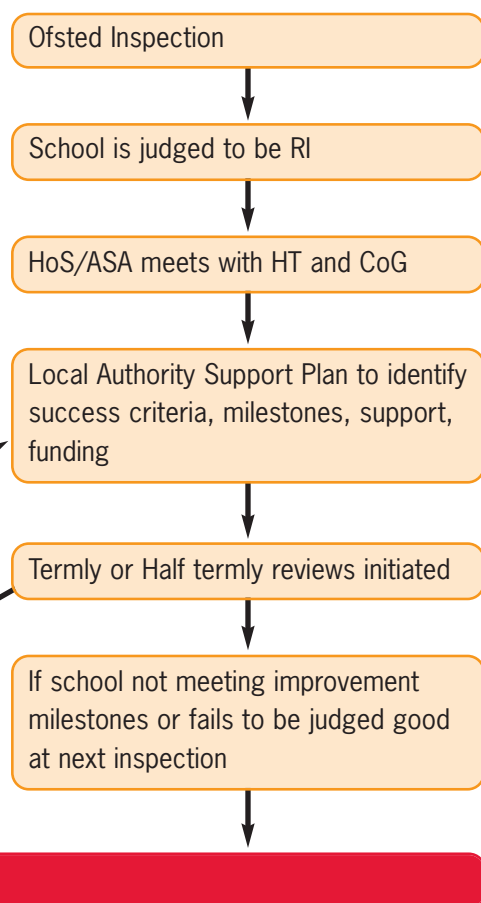 Ofsted Inspection
School is judged to be RI
HoS/ASA meets with HT and CoG
Local Authority Support Plan to identify
success criteria, milestones, support,
funding
Termly or Half termly reviews initiated
If school not meeting improvement
milestones or fails to be judged good
at next inspection